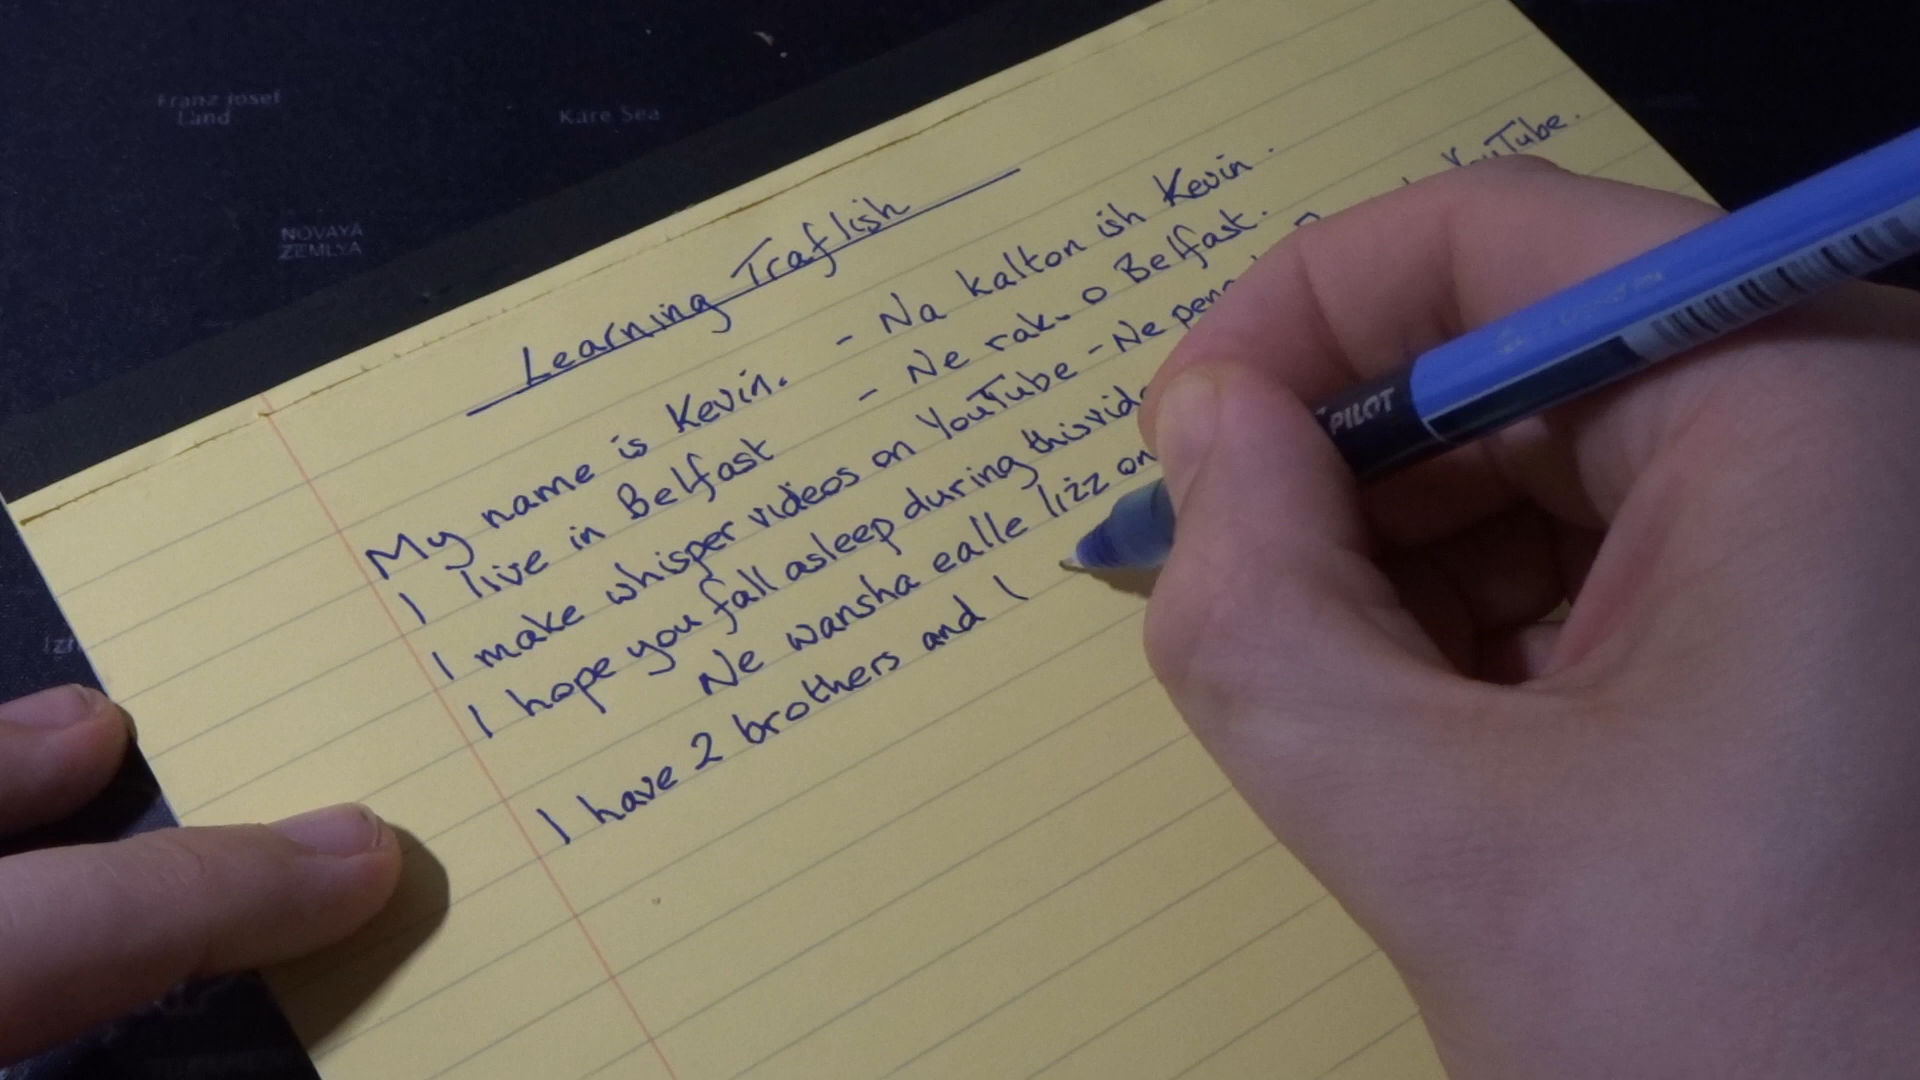 Franz Josef
Land
Kare Sea
NOVAYA
ZEMLYA
Learning Traflish
My name is Kevin. - Na kalton ish Kevin.
I live in Belfast - Ne rak o Belfast.
I make whisper videos on YouTube - Ne YouTube.
I hope you fall asleep during this
Ne wansha ealle lizz on
I have 2 brothers and I
PILOT